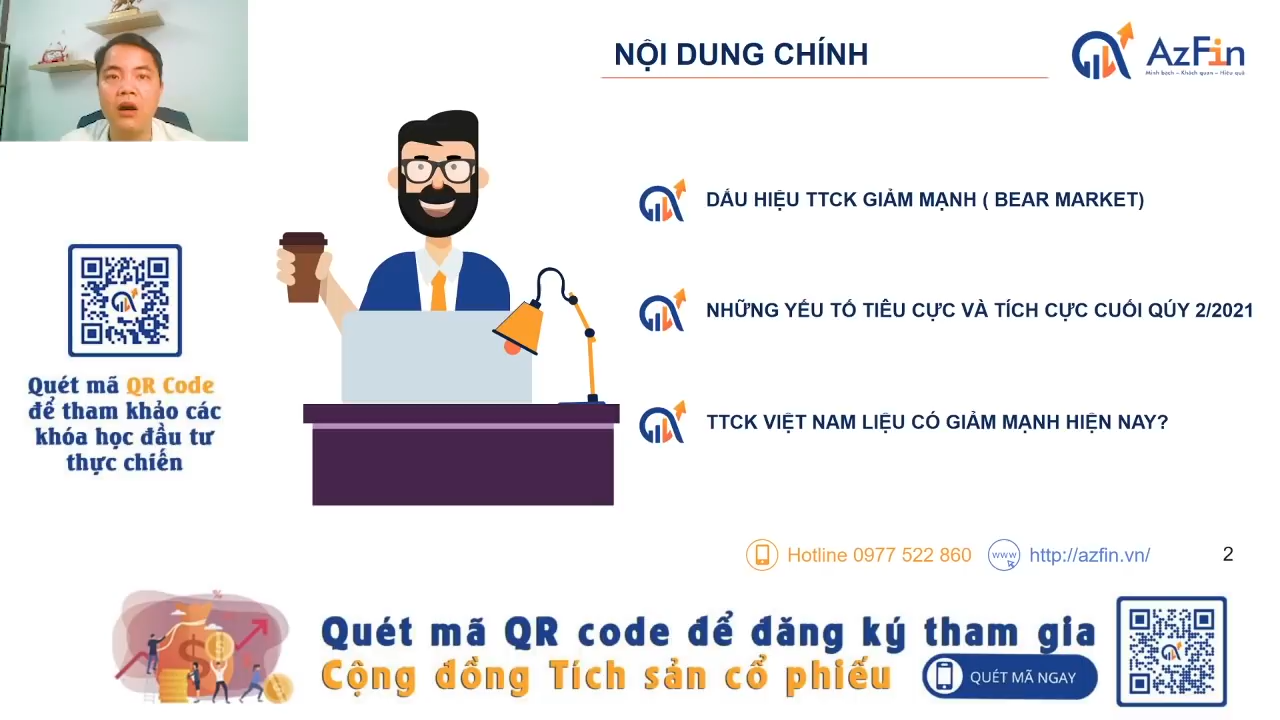 NỘI DUNG CHÍNH
AzFin
Minh bạch – Khách quan – Hiệu quả
DẤU HIỆU TTCK GIẢM MẠNH ( BEAR MARKET)
NHỮNG YẾU TỐ TIÊU CỰC VÀ TÍCH CỰC CUỐI QÚY 2/2021
TTCK VIỆT NAM LIỆU CÓ GIẢM MẠNH HIỆN NAY?
Quét mã QR Code
để tham khảo các
khóa học đầu tư
thực chiến
Hotline 0977 522 860
www
http://azfin.vn/
2
Quét mã QR code để đăng ký tham gia
Cộng đồng Tích sản cổ phiếu
QUÉT MÃ NGAY